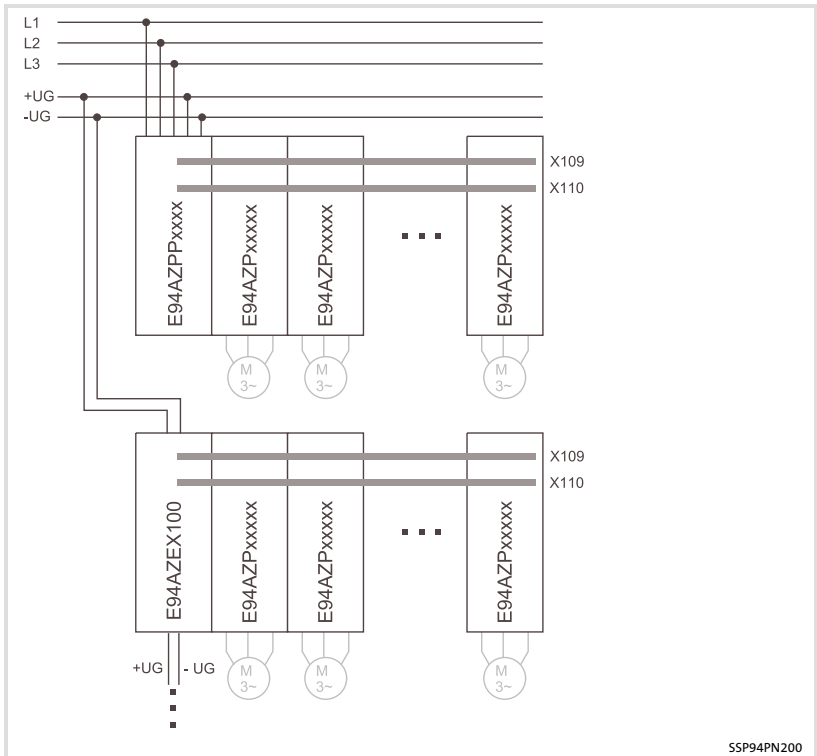 L1
L2
L3
+UG
-UG
X109
X110
E94AZPPxxxx
E94AZPxxxxx
E94AZPxxxxx
E94AZPxxxxx
M
3~
M
3~
M
3~
X109
X110
E94AZEX100
E94AZPxxxxx
E94AZPxxxxx
E94AZPxxxxx
+UG
- UG
M
3~
M
3~
M
3~
SSP94PN200